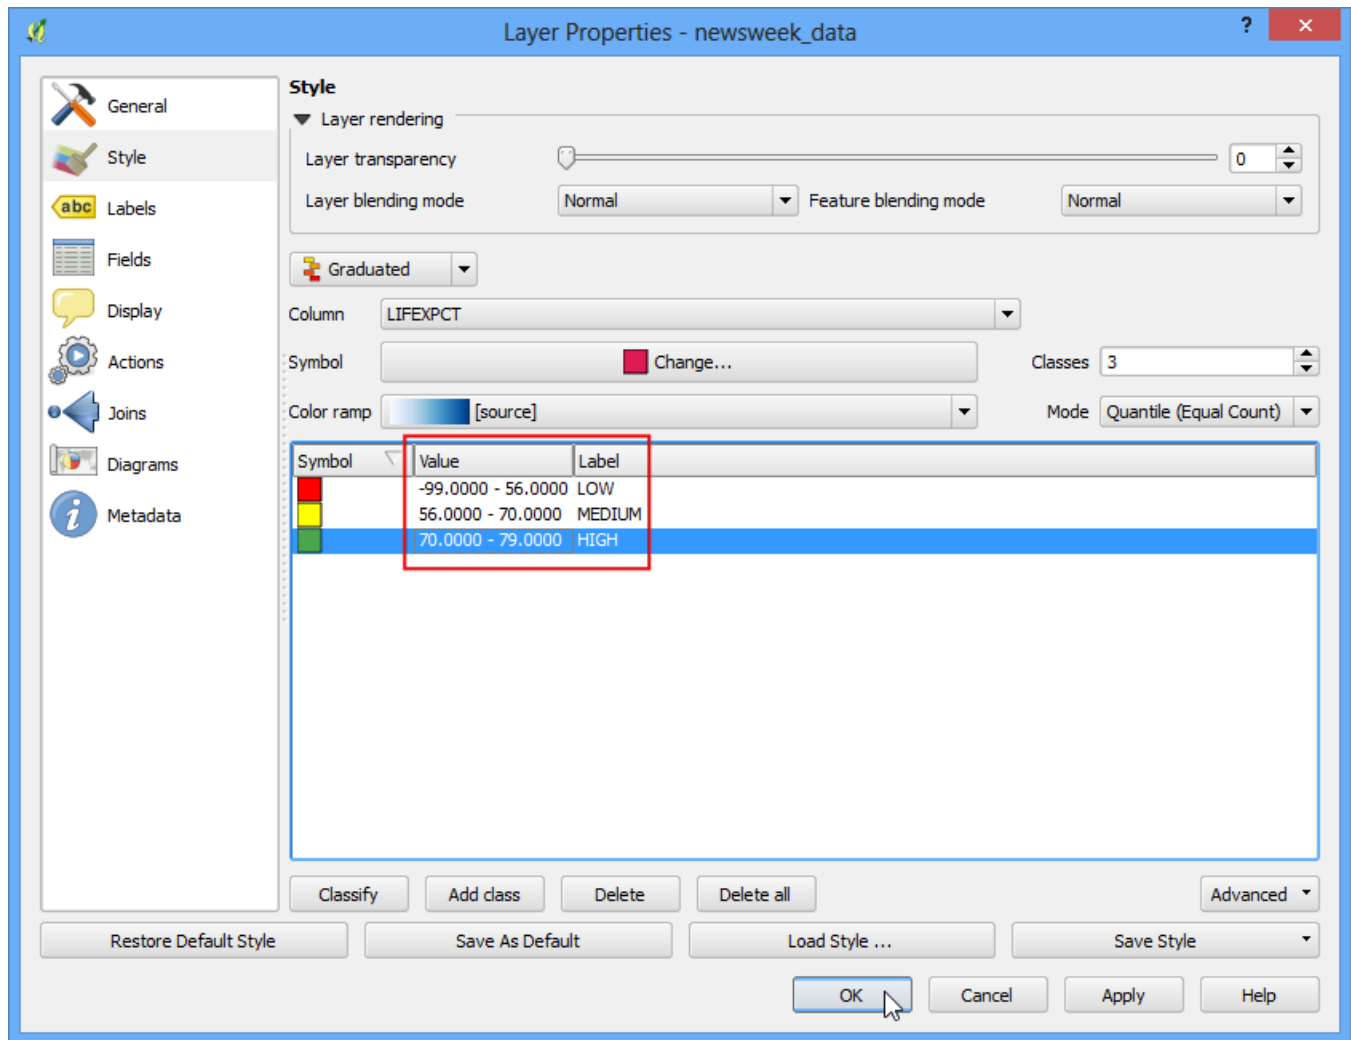 Layer Properties - newsweek_data ?
General
Style
Labels
Fields
Display
Actions
Joins
Diagrams
Metadata
abc
i
Style
Layer rendering
Layer transparency 0
Layer blending mode Normal Feature blending mode Normal
Graduated
Column LIFEXPCT
Symbol Change... Classes 3
Color ramp [source] Mode Quantile (Equal Count)
Symbol Value Label
-99.0000 - 56.0000 LOW
56.0000 - 70.0000 MEDIUM
70.0000 - 79.0000 HIGH
Classify Add class Delete Delete all Advanced
Restore Default Style Save As Default Load Style ... Save Style
OK Cancel Apply Help